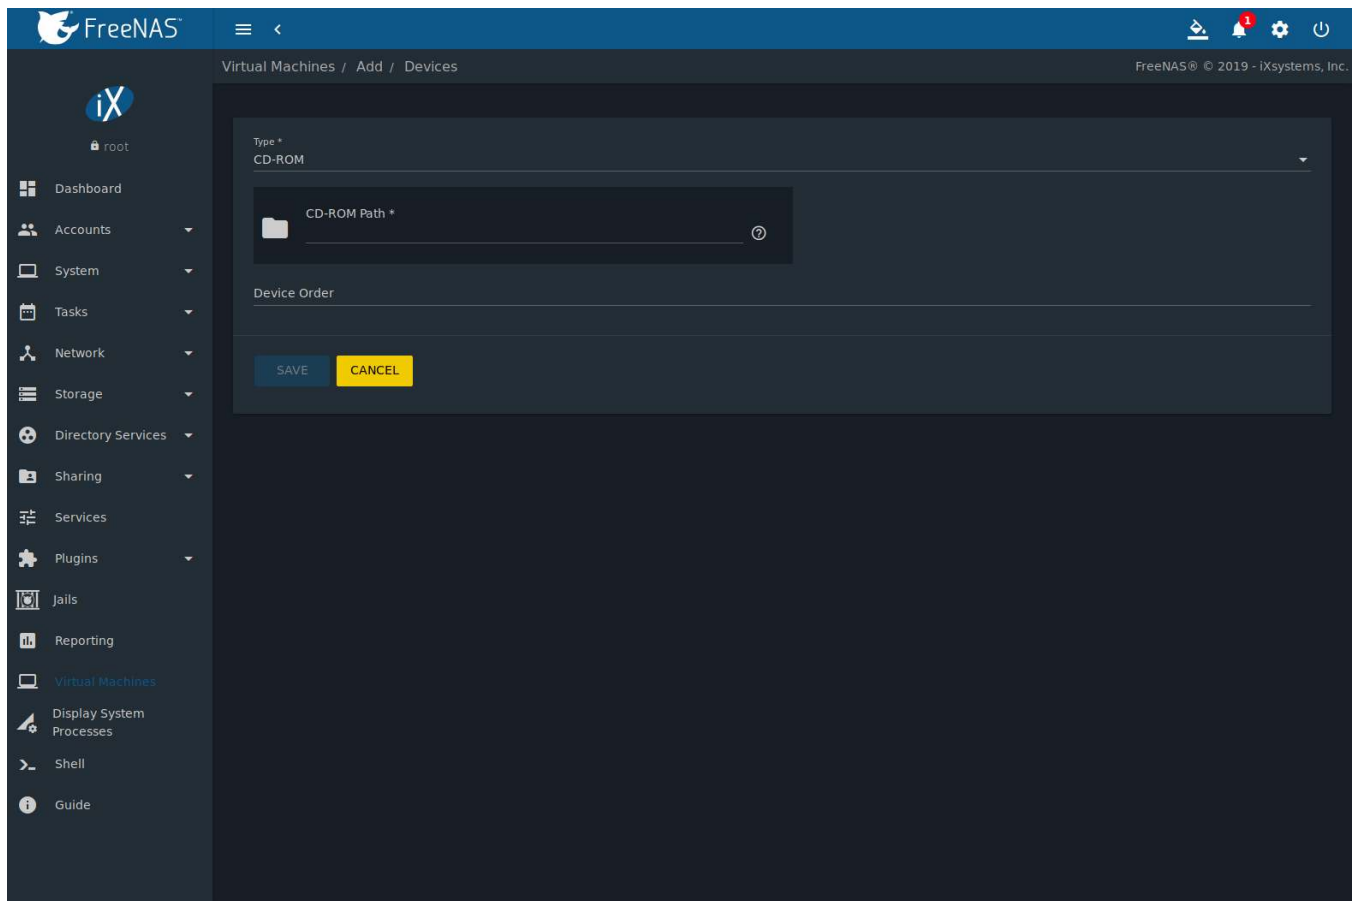 FreeNAS™
1
Virtual Machines / Add / Devices
FreeNAS® © 2019 - iXsystems, Inc.
iX
root
Dashboard
Accounts
System
Tasks
Network
Storage
Directory Services
Sharing
Services
Plugins
Jails
Reporting
Virtual Machines
Display System
Processes
Shell
Guide
Type *
CD-ROM
CD-ROM Path *
Device Order
SAVE
CANCEL